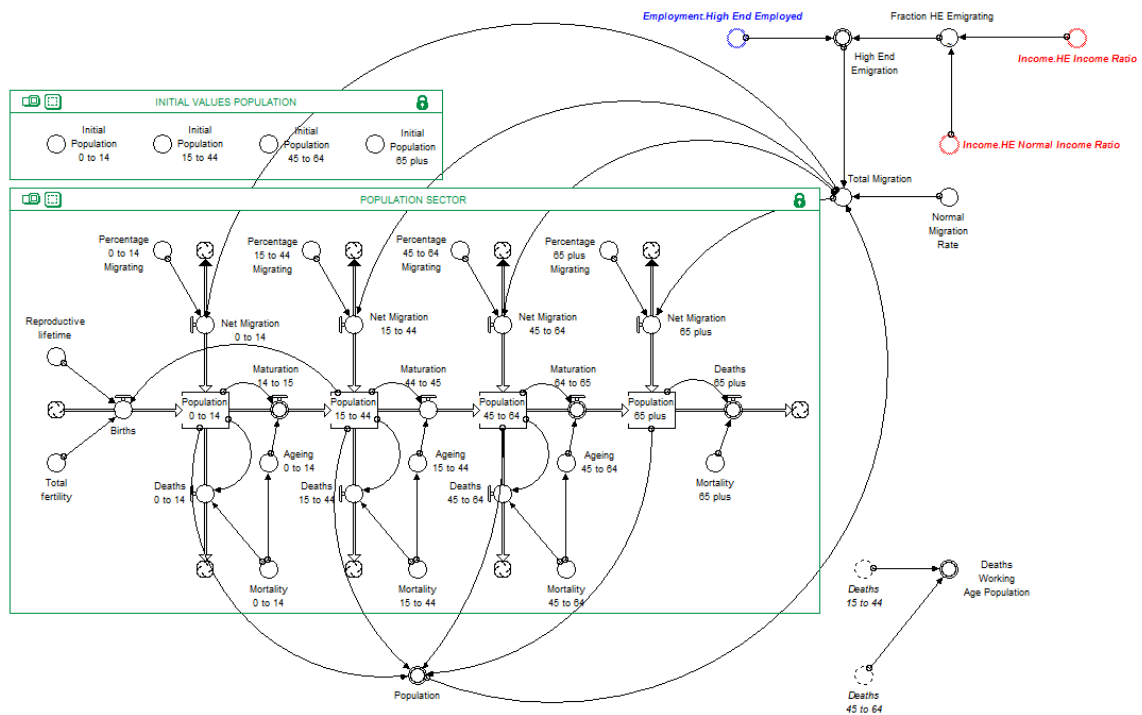 Employment.High End Employed
Fraction HE Emigrating
High End
Emigration
Income.HE Income Ratio
INITIAL VALUES POPULATION
Initial
Population
0 to 14
Initial
Population
15 to 44
Initial
Population
45 to 64
Initial
Population
65 plus
Income.HE Normal Income Ratio
Total Migration
Normal
Migration
Rate
POPULATION SECTOR
Percentage
0 to 14
Migrating
Percentage
15 to 44
Migrating
Percentage
45 to 64
Migrating
Percentage
65 plus
Migrating
Net Migration
0 to 14
Net Migration
15 to 44
Net Migration
45 to 64
Net Migration
65 plus
Reproductive
lifetime
Maturation
14 to 15
Maturation
44 to 45
Maturation
64 to 65
Deaths
65 plus
Births
Population
0 to 14
Population
15 to 44
Population
45 to 64
Population
65 plus
Total
fertility
Ageing
0 to 14
Ageing
15 to 44
Ageing
45 to 64
Mortality
65 plus
Deaths
0 to 14
Deaths
15 to 44
Deaths
45 to 64
Mortality
0 to 14
Mortality
15 to 44
Mortality
45 to 64
Deaths
15 to 44
Deaths
Working
Age Population
Population
Deaths
45 to 64